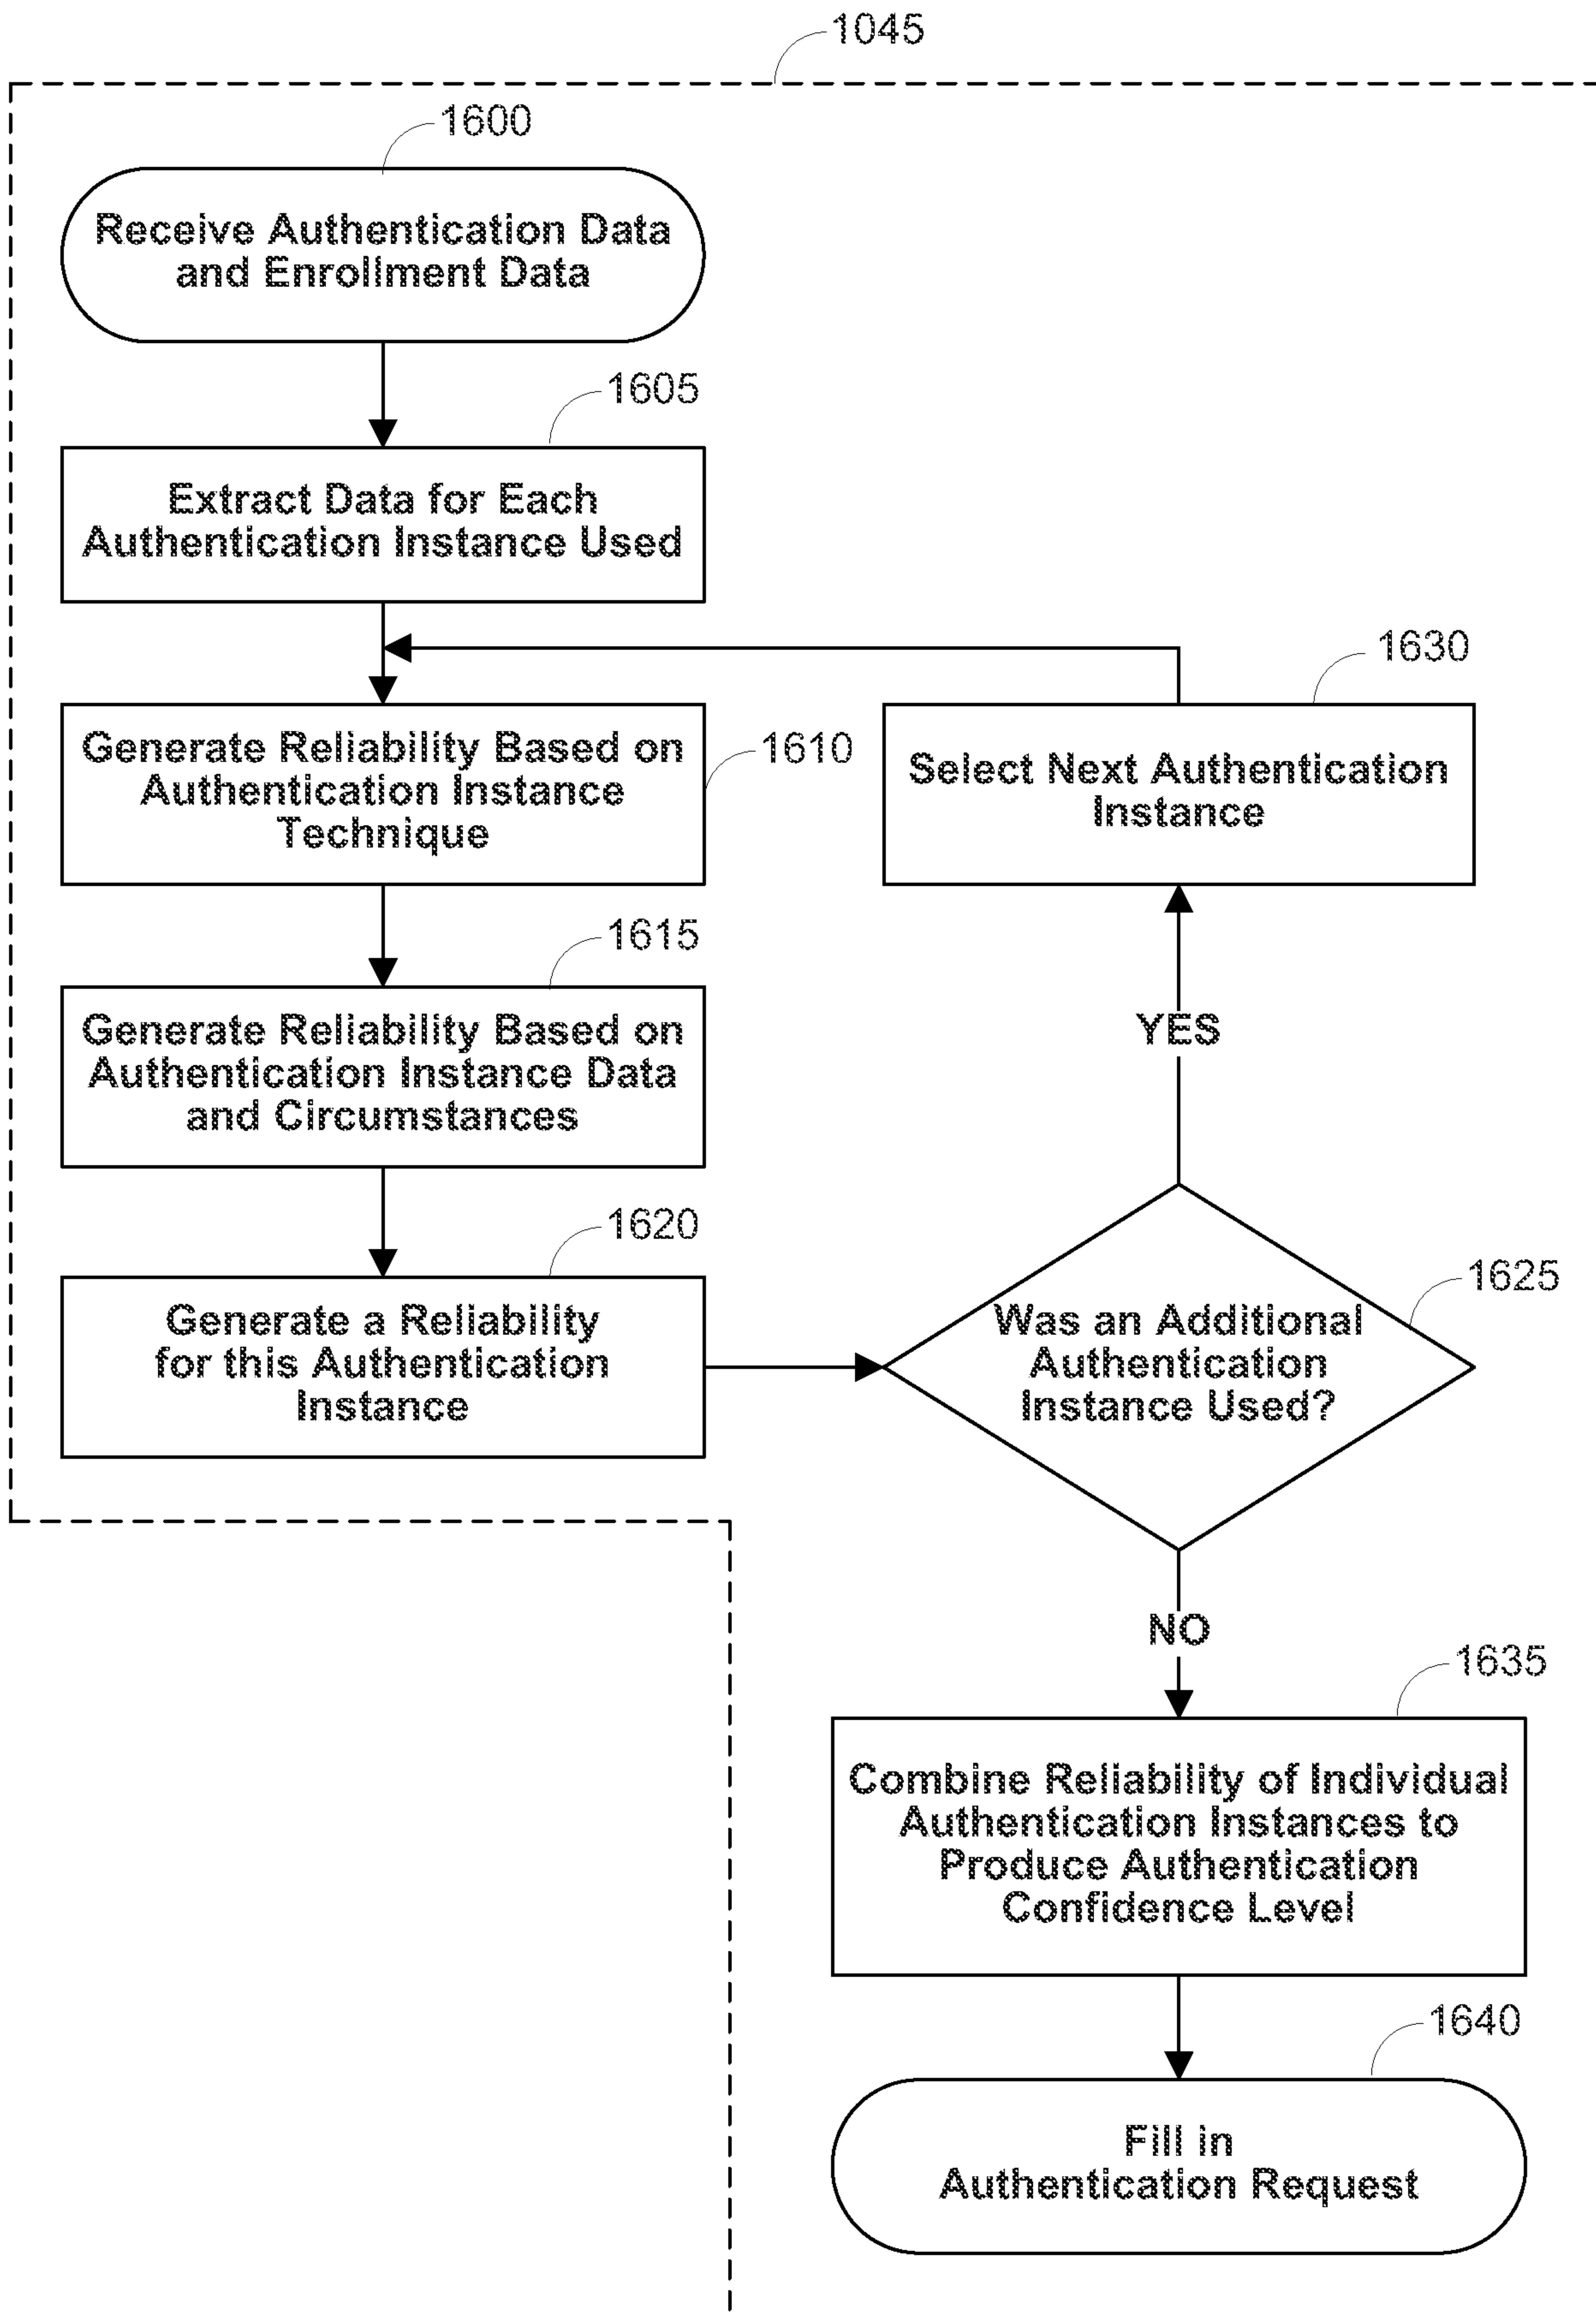 1045
1600
Receive Authentication Data
and Enrollment Data
1605
Extract Data for Each
Authentication Instance Used
1630
Generate Reliability Based on
Authentication Instance
Technique
1610
Select Next Authentication
Instance
1615
Generate Reliability Based on
Authentication Instance Data
and Circumstances
YES
1620
Generate a Reliability
for this Authentication
Instance
1625
Was an Additional
Authentication
Instance Used?
NO
1635
Combine Reliability of Individual
Authentication Instances to
Produce Authentication
Confidence Level
1640
Fill in
Authentication Request